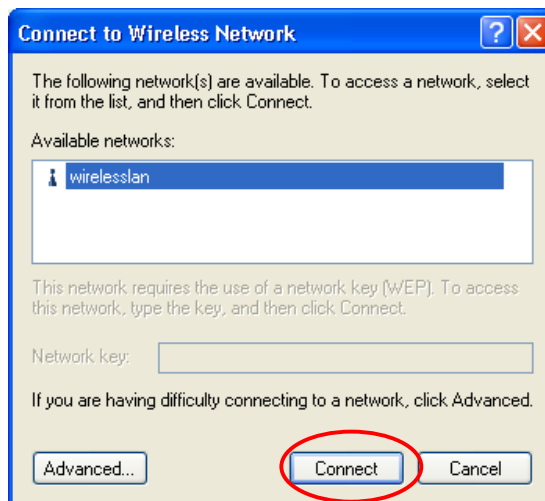 Connect to Wireless Network
The following network(s) are available. To access a network, select
it from the list, and then click Connect.
Available networks:
wirelesslan
This network requires the use of a network key (WEP). To access
this network, type the key, and then click Connect.
Network key:
If you are having difficulty connecting to a network, click Advanced.
Advanced... Connect Cancel